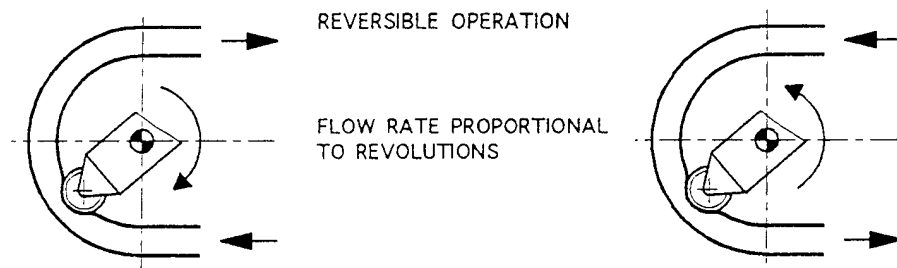 REVERSIBLE OPERATION
FLOW RATE PROPORTIONAL
TO REVOLUTIONS